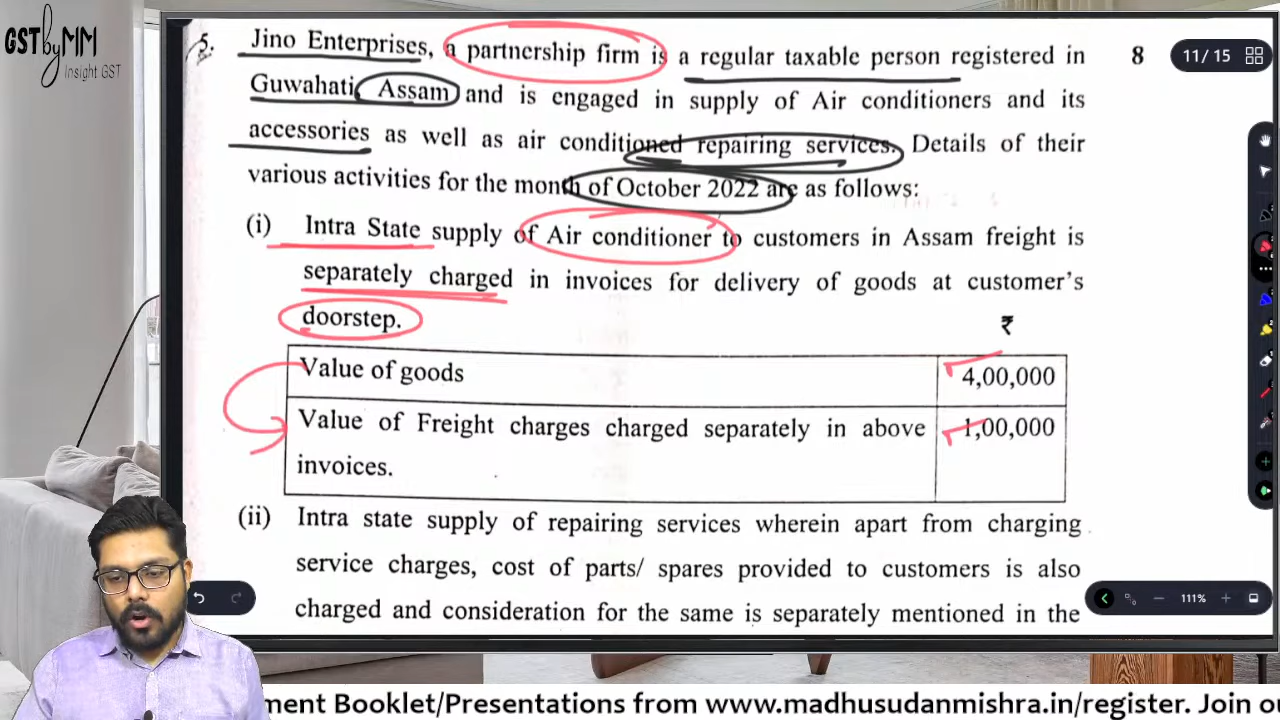 GSTbyMM
Insight GST
5. Jino Enterprises, a partnership firm is a regular taxable person registered in 8
11/15
Guwahati, Assam and is engaged in supply of Air conditioners and its
accessories as well as air conditioned repairing services. Details of their
various activities for the month of October 2022 are as follows:
(i) Intra State supply of Air conditioner to customers in Assam freight is
separately charged in invoices for delivery of goods at customer's
doorstep.
₹
Value of goods 4,00,000
Value of Freight charges charged separately in above 1,00,000
invoices.
(ii) Intra state supply of repairing services wherein apart from charging
service charges, cost of parts/ spares provided to customers is also
charged and consideration for the same is separately mentioned in the
111%
ment Booklet/Presentations from www.madhusudanmishra.in/register. Join ou